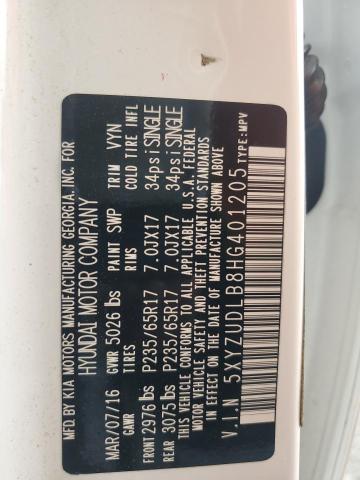 MFD. BY KIA MOTORS MANUFACTURING GEORGIA, INC. FOR
HYUNDAI MOTOR COMPANY
MAR/07/16 GVWR 5026 lbs PAINT SWP TRIM VYN
GAWR TIRES RIMS COLD TIRE INFL
FRONT 2976 lbs P235/65R17 7.0JX17 34psi SINGLE
REAR 3075 lbs P235/65R17 7.0JX17 34psi SINGLE
THIS VEHICLE CONFORMS TO ALL APPLICABLE U.S.A. FEDERAL
MOTOR VEHICLE SAFETY AND THEFT PREVENTION STANDARDS
IN EFFECT ON THE DATE OF MANUFACTURE SHOWN ABOVE.
V.I.N 5XYZUDLB8HG401205 TYPE:MPV